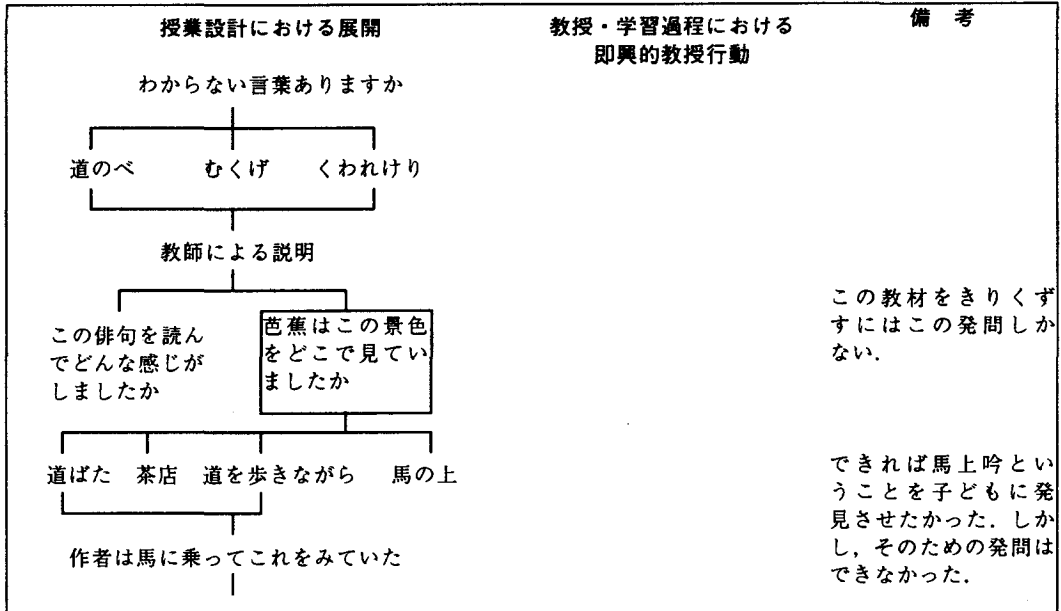 授業設計における展開
教授・学習過程における
即興的教授行動
備　考
わからない言葉ありますか
道のべ　むくげ　くわれけり
教師による説明
この俳句を読ん
でどんな感じが
しましたか
芭蕉はこの景色
をどこで見てい
ましたか
この教材をきりくず
すにはこの発問しか
ない．
道ばた　茶店　道を歩きながら　馬の上
作者は馬に乗ってこれをみていた
できれば馬上吟とい
うことを子どもに発
見させたかった．しか
し，そのための発問は
できなかった．